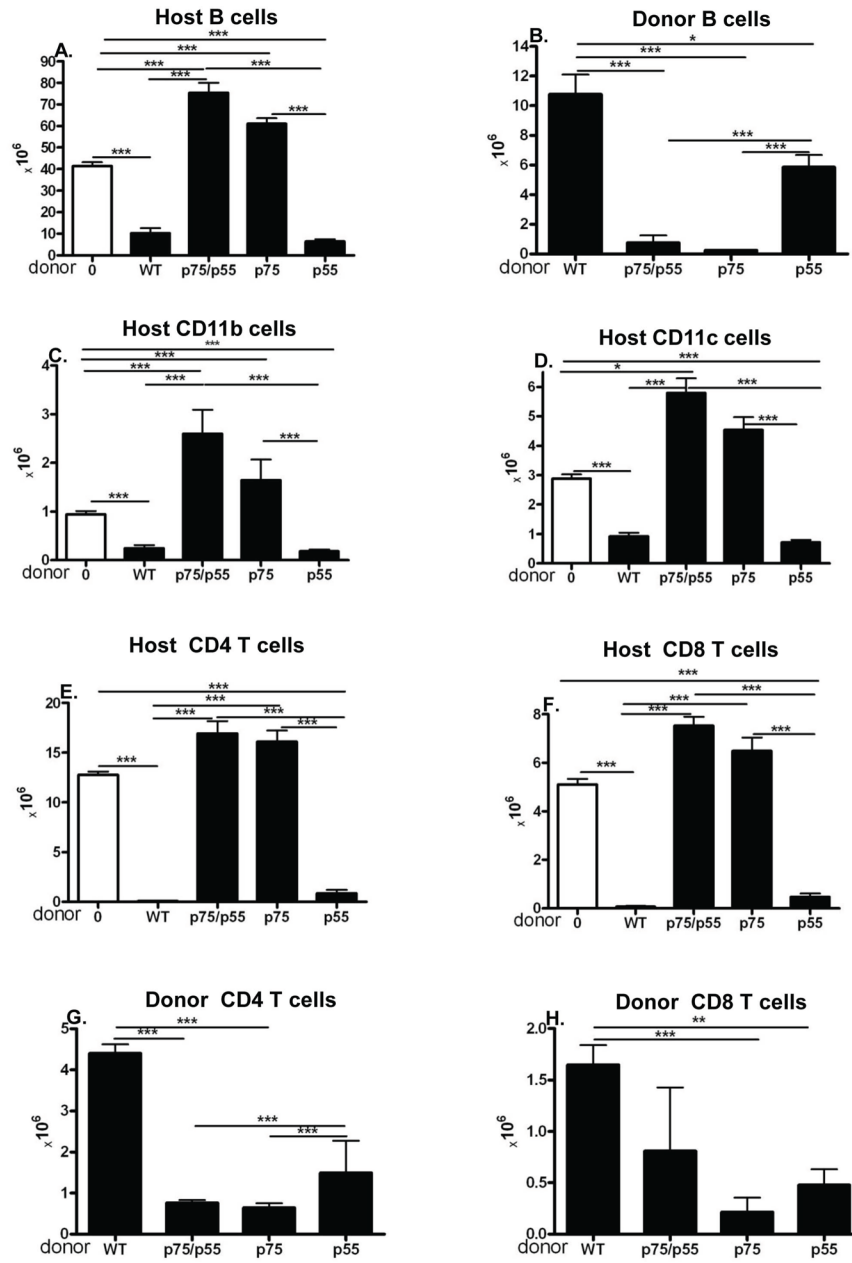 Host B cells
A.
***
***
*** ***
***
***
***
90
80
70
60
50
40
30
20
10
0
x10⁶
donor 0 WT p75/p55 p75 p55
Donor B cells
B.
*
***
***
***
***
14
12
10
8
6
4
2
0
x10⁶
donor WT p75/p55 p75 p55
Host CD11b cells
C.
***
***
***
*** ***
***
***
4
3
2
1
0
x10⁶
donor 0 WT p75/p55 p75 p55
Host CD11c cells
D.
***
*
*** ***
***
***
6
5
4
3
2
1
0
x10⁶
donor 0 WT p75/p55 p75 p55
Host CD4 T cells
E.
***
***
*** ***
***
***
20
15
10
5
0
x10⁶
donor 0 WT p75/p55 p75 p55
Host CD8 T cells
F.
***
***
***
***
***
***
8
6
4
2
0
x10⁶
donor 0 WT p75/p55 p75 p55
Donor CD4 T cells
G.
***
***
***
***
5
4
3
2
1
0
x10⁶
donor WT p75/p55 p75 p55
Donor CD8 T cells
H.
**
***
2.0
1.5
1.0
0.5
0.0
x10⁶
donor WT p75/p55 p75 p55